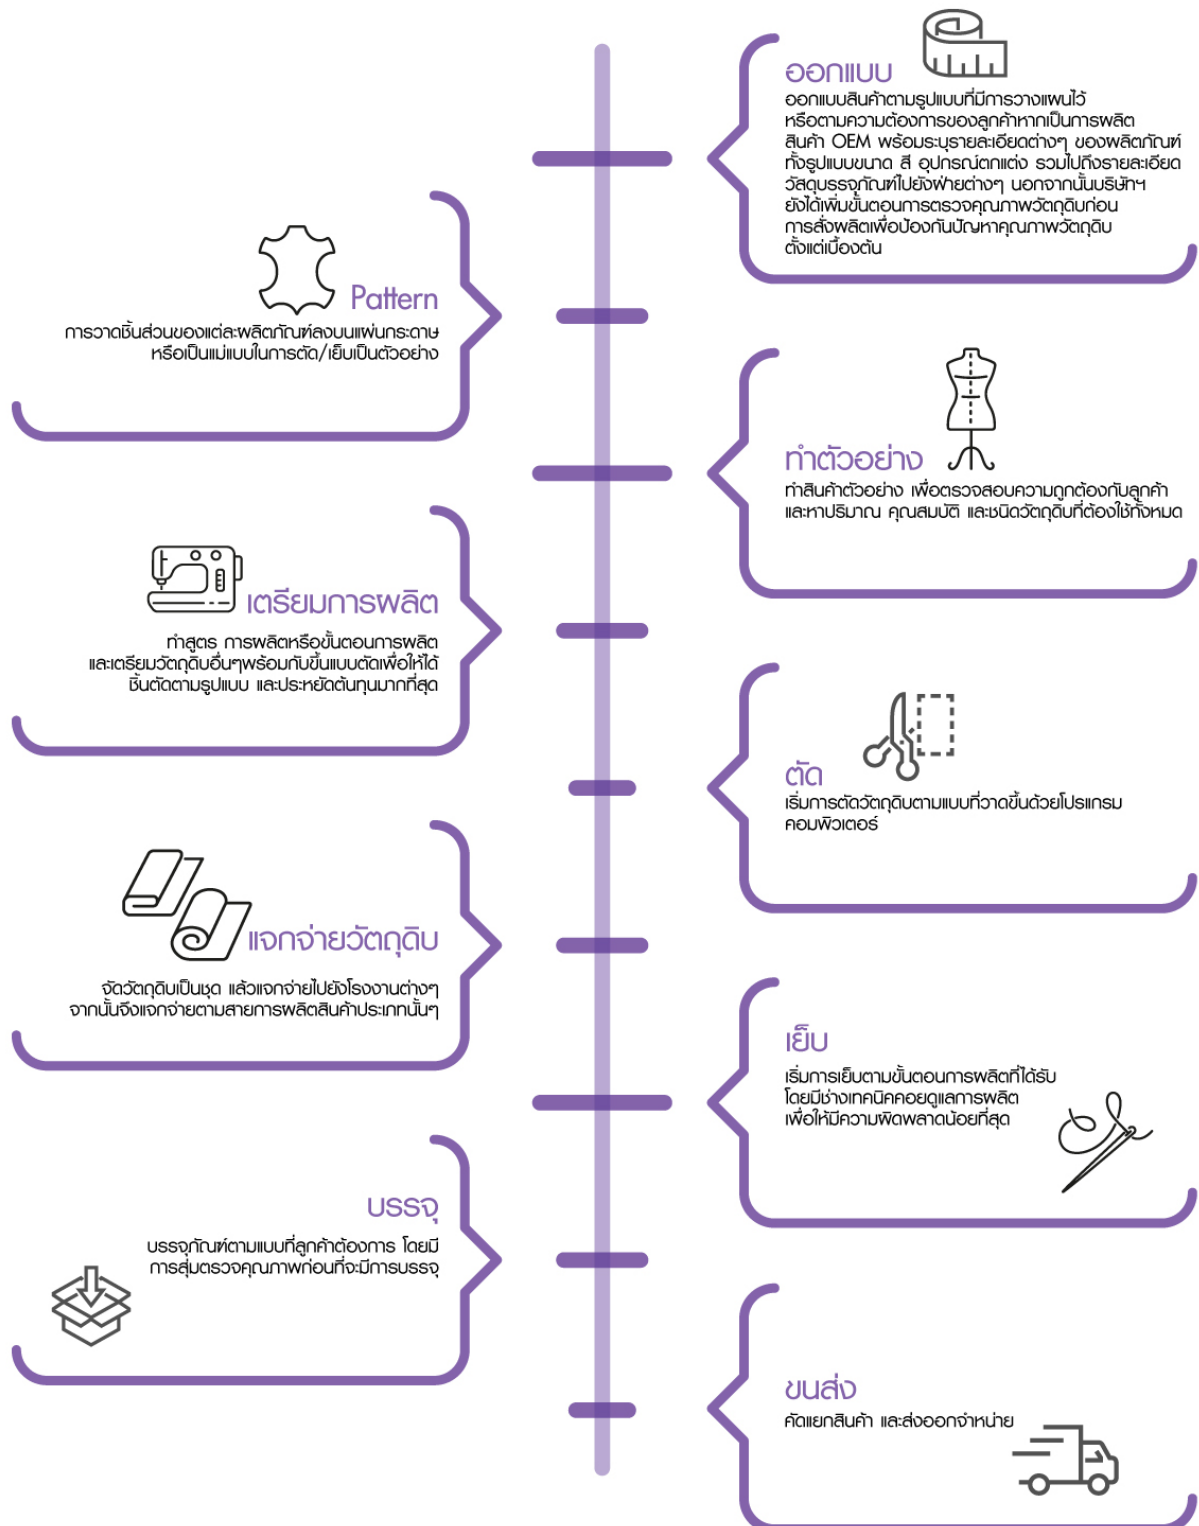 ออกแบบ
ออกแบบสินค้าตามรูปแบบที่มีการวางแผนไว้
หรือตามความต้องการของลูกค้าหากเป็นการผลิต
สินค้า OEM พร้อมระบุรายละเอียดต่างๆ ของผลิตภัณฑ์
ทั้งรูปแบบขนาด สี อุปกรณ์ตกแต่ง รวมไปถึงรายละเอียด
วัสดุบรรจุภัณฑ์ไปยังฝ่ายต่างๆ นอกจากนั้นบริษัทฯ
ยังได้เพิ่มขั้นตอนการตรวจคุณภาพวัตถุดิบก่อน
การสั่งผลิตเพื่อป้องกันปัญหาคุณภาพวัตถุดิบ
ตั้งแต่เบื้องต้น
Pattern
การวาดชิ้นส่วนของแต่ละผลิตภัณฑ์ลงบนแผ่นกระดาษ
หรือเป็นแม่แบบในการตัด/เย็บเป็นตัวอย่าง
ทำตัวอย่าง
ทำสินค้าตัวอย่าง เพื่อตรวจสอบความถูกต้องกับลูกค้า
และหาปริมาณ คุณสมบัติ และชนิดวัตถุดิบที่ต้องใช้ทั้งหมด
เตรียมการผลิต
ทำสูตร การผลิตหรือขั้นตอนการผลิต
และเตรียมวัตถุดิบอื่นๆพร้อมกับขึ้นแบบตัดเพื่อให้ได้
ชิ้นตัดตามรูปแบบ และประหยัดต้นทุนมากที่สุด
ตัด
เริ่มการตัดวัตถุดิบตามแบบที่วาดขึ้นด้วยโปรแกรม
คอมพิวเตอร์
แจกจ่ายวัตถุดิบ
จัดวัตถุดิบเป็นชุด แล้วแจกจ่ายไปยังโรงงานต่างๆ
จากนั้นจึงแจกจ่ายตามสายการผลิตสินค้าประเภทนั้นๆ
เย็บ
เริ่มการเย็บตามขั้นตอนการผลิตที่ได้รับ
โดยมีช่างเทคนิคคอยดูแลการผลิต
เพื่อให้มีความผิดพลาดน้อยที่สุด
บรรจุ
บรรจุภัณฑ์ตามแบบที่ลูกค้าต้องการ โดยมี
การสุ่มตรวจคุณภาพก่อนที่จะมีการบรรจุ
ขนส่ง
คัดแยกสินค้า และส่งออกจำหน่าย